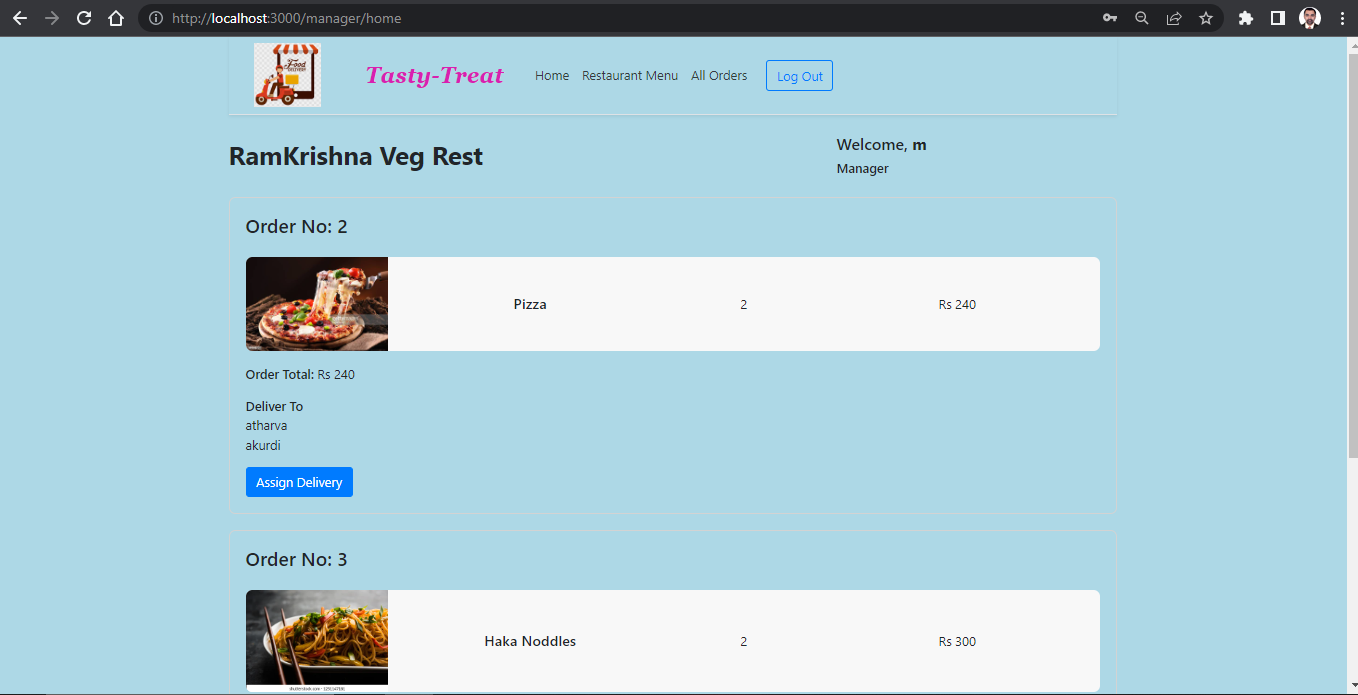 http://localhost:3000/manager/home
Food
DELIVERY
Tasty-Treat
Home Restaurant Menu All Orders Log Out
RamKrishna Veg Rest
Welcome, m
Manager
Order No: 2
Pizza 2 Rs 240
Order Total: Rs 240
Deliver To
atharva
akurdi
Assign Delivery
Order No: 3
Haka Noddles 2 Rs 300